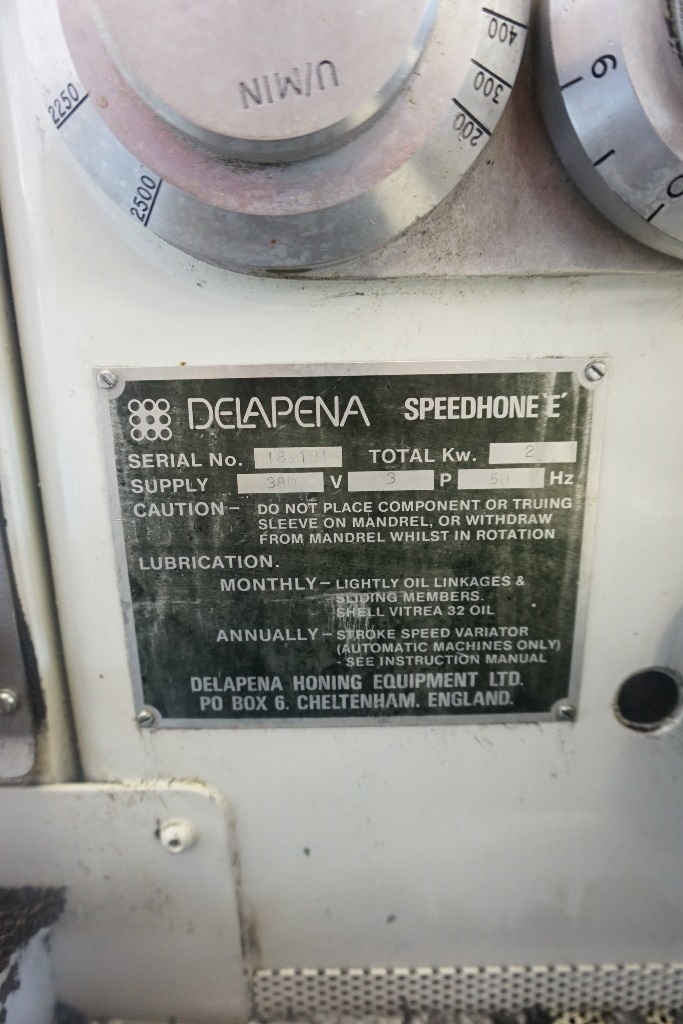 400
300
200
U/MIN
2250
2500
6
0
DELAPENA SPEEDHONE 'E'
SERIAL No. TOTAL Kw. 2
SUPPLY 380 V 3 P 50 Hz
CAUTION – DO NOT PLACE COMPONENT OR TRUING
SLEEVE ON MANDREL, OR WITHDRAW
FROM MANDREL WHILST IN ROTATION
LUBRICATION.
MONTHLY – LIGHTLY OIL LINKAGES &
SLIDING MEMBERS.
SHELL VITREA 32 OIL
ANNUALLY – STROKE SPEED VARIATOR
(AUTOMATIC MACHINES ONLY)
- SEE INSTRUCTION MANUAL
DELAPENA HONING EQUIPMENT LTD.
PO BOX 6. CHELTENHAM. ENGLAND.